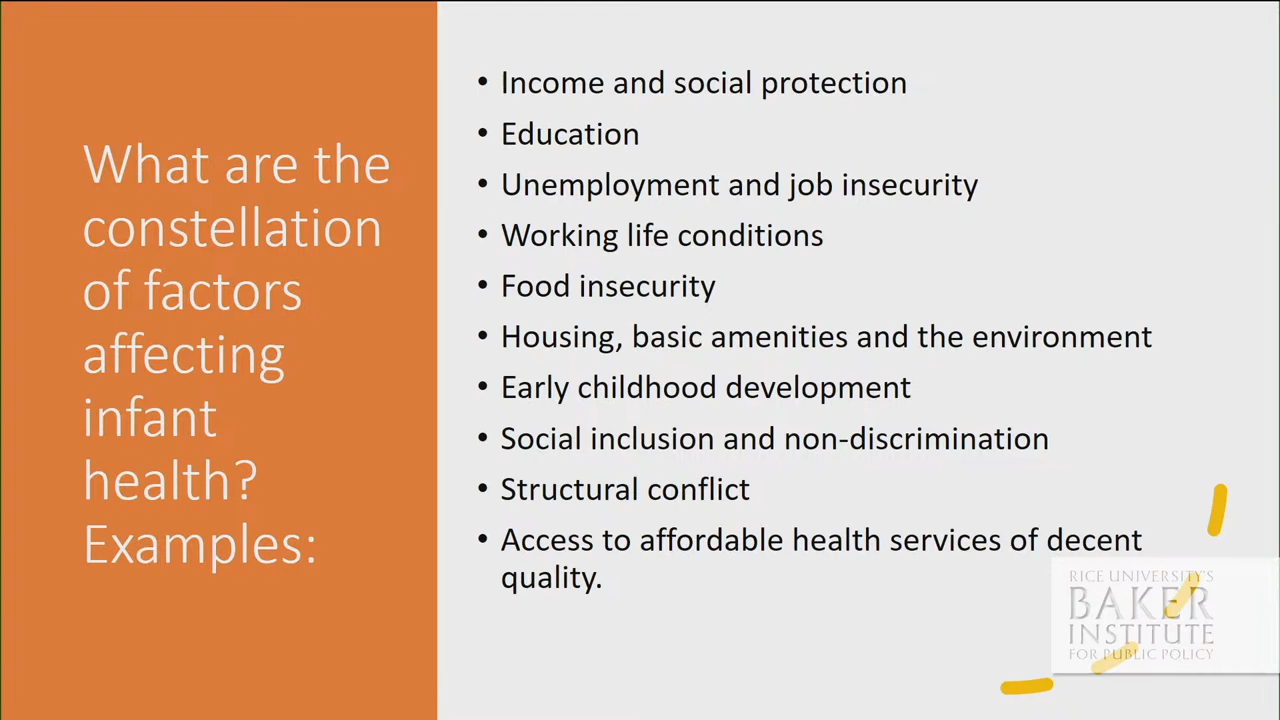 What are the
constellation
of factors
affecting
infant
health?
Examples:
• Income and social protection
• Education
• Unemployment and job insecurity
• Working life conditions
• Food insecurity
• Housing, basic amenities and the environment
• Early childhood development
• Social inclusion and non-discrimination
• Structural conflict
• Access to affordable health services of decent
quality.
RICE UNIVERSITY'S
BAKER
INSTITUTE
FOR PUBLIC POLICY